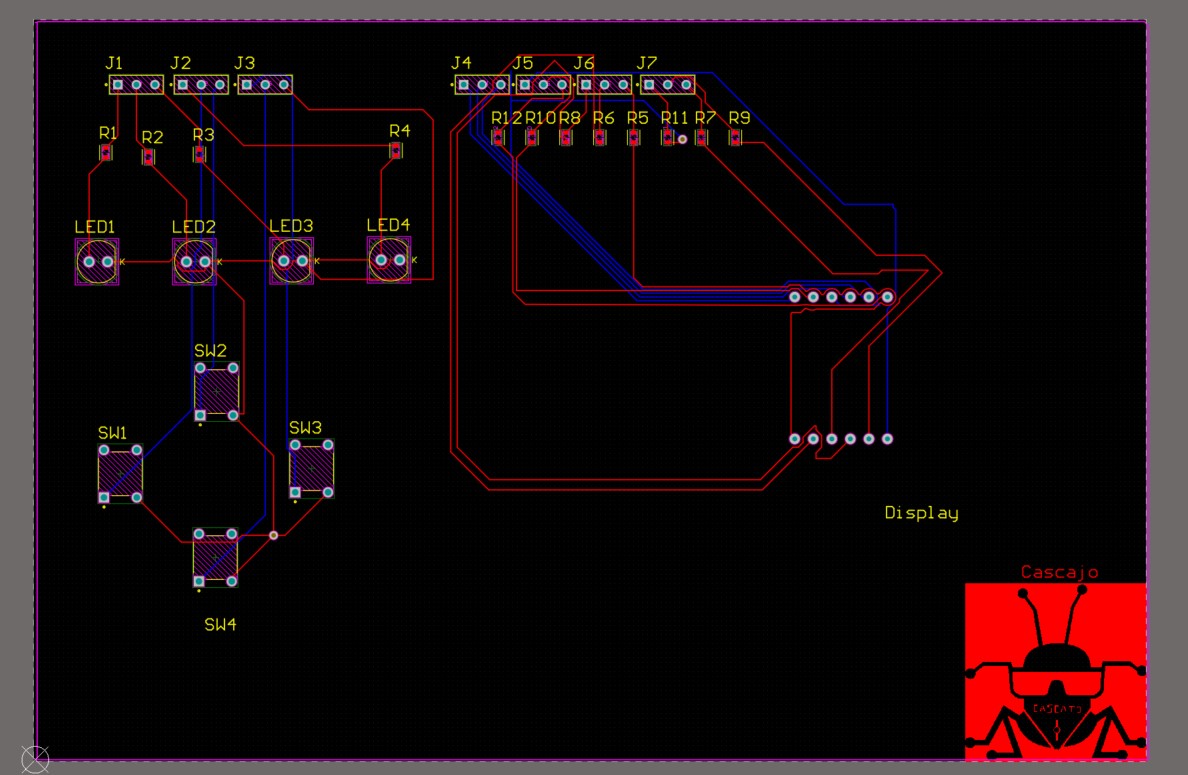 J1 J2 J3 J4 J5 J6 J7
R12 R10 R8 R6 R5 R11 R7 R9
R1 R2 R3 R4
LED1 LED2 LED3 LED4
K K K K
SW2
SW1 SW3
Display
Cascajo
SW4